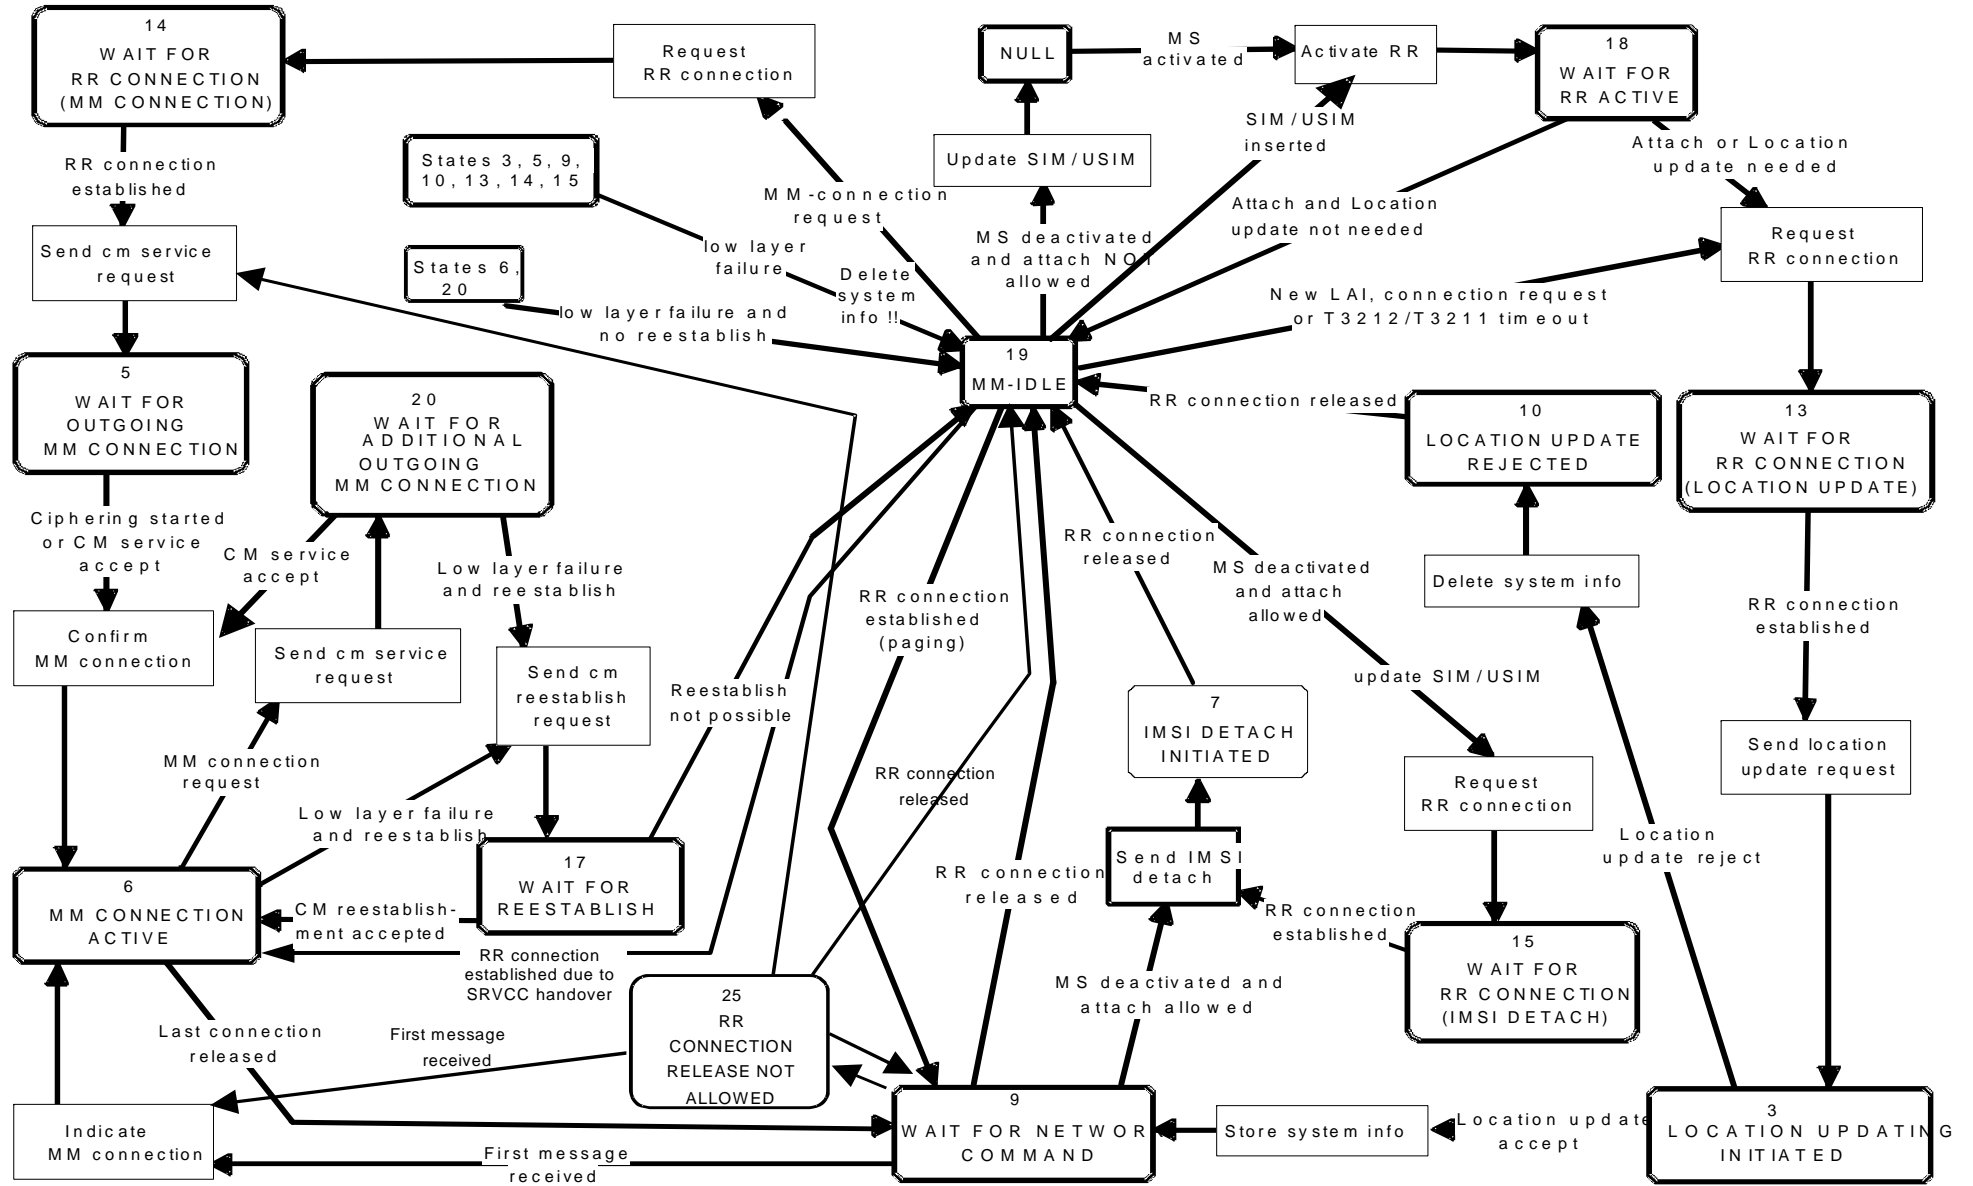 14
WAIT FOR
RR CONNECTION
(MM CONNECTION)
Request
RR connection
NULL
MS
activated
Activate RR
18
WAIT FOR
RR ACTIVE
RR connection
established
States 3, 5, 9,
10, 13, 14, 15
Update SIM/USIM
SIM/USIM
inserted
Attach or Location
update needed
MM-connection
request
Attach and Location
update not needed
Send cm service
request
States 6,
20
low layer
failure
Delete
system
info !!
MS deactivated
and attach NOT
allowed
Request
RR connection
low layer failure and
no reestablish
New LAI, connection request
or T3212/T3211 timeout
5
WAIT FOR
OUTGOING
MM CONNECTION
20
WAIT FOR
ADDITIONAL
OUTGOING
MM CONNECTION
19
MM-IDLE
RR connection released
10
LOCATION UPDATE
REJECTED
13
WAIT FOR
RR CONNECTION
(LOCATION UPDATE)
Ciphering started
or CM service
accept
CM service
accept
Low layer failure
and reestablish
RR connection
established
(paging)
RR connection
released
MS deactivated
and attach
allowed
Delete system info
RR connection
established
Confirm
MM connection
Send cm service
request
Send cm
reestablish
request
Reestablish
not possible
7
IMSI DETACH
INITIATED
update SIM/USIM
Send location
update request
MM connection
request
Low layer failure
and reestablish
RR connection
released
Request
RR connection
Location
update reject
6
MM CONNECTION
ACTIVE
CM reestablish-
ment accepted
17
WAIT FOR
REESTABLISH
RR connection
released
Send IMSI
detach
RR connection
established
15
WAIT FOR
RR CONNECTION
(IMSI DETACH)
RR connection
established due to
SRVCC handover
25
RR
CONNECTION
RELEASE NOT
ALLOWED
MS deactivated and
attach allowed
Last connection
released
First message
received
Indicate
MM connection
First message
received
9
WAIT FOR NETWOR
COMMAND
Store system info
Location update
accept
3
LOCATION UPDATING
INITIATED